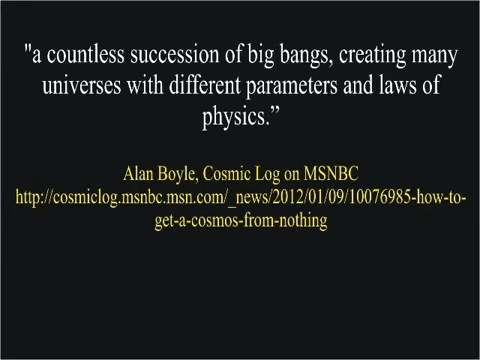 "a countless succession of big bangs, creating many
universes with different parameters and laws of
physics.”
Alan Boyle, Cosmic Log on MSNBC
http://cosmiclog.msnbc.msn.com/_news/2012/01/09/10076985-how-to-
get-a-cosmos-from-nothing